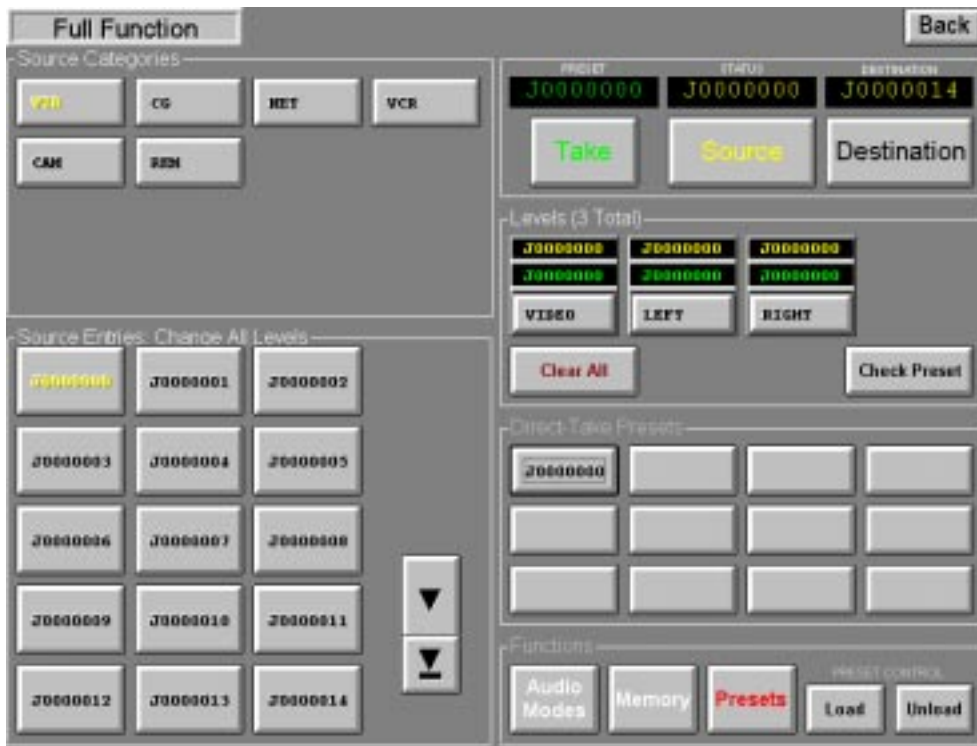 Full Function
Back
Source Categories
VTR
CG
NET
VCR
CAM
REM
PRESET
STATUS
DESTINATION
J0000000
J0000000
J0000014
Take
Source
Destination
Levels (3 Total)
J0000000
J0000000
J0000000
J0000000
J0000000
J0000000
VIDEO
LEFT
RIGHT
Clear All
Check Preset
Source Entries: Change All Levels
J0000000
J0000001
J0000002
J0000003
J0000004
J0000005
J0000006
J0000007
J0000008
J0000009
J0000010
J0000011
J0000012
J0000013
J0000014
Direct-Take Presets
J0000000
Functions
Audio
Modes
Memory
Presets
PRESET CONTROL
Load
Unload